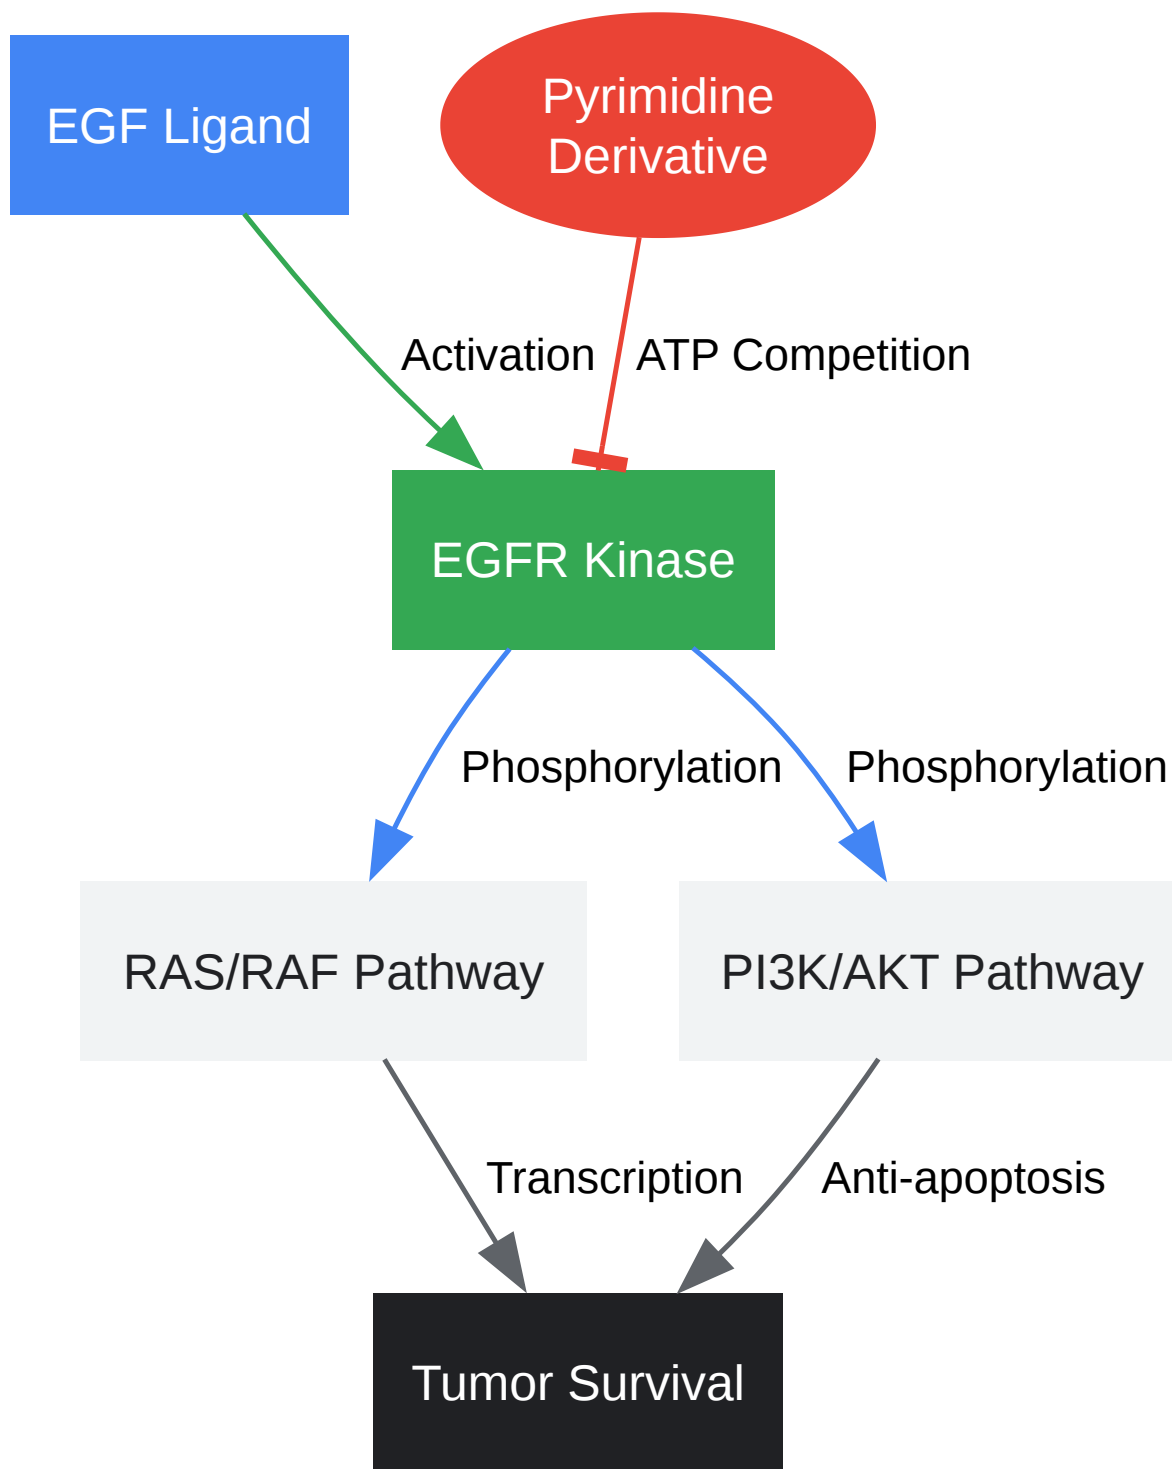 EGF Ligand
Pyrimidine
Derivative
Activation
ATP Competition
EGFR Kinase
Phosphorylation
Phosphorylation
RAS/RAF Pathway
PI3K/AKT Pathway
Transcription
Anti-apoptosis
Tumor Survival